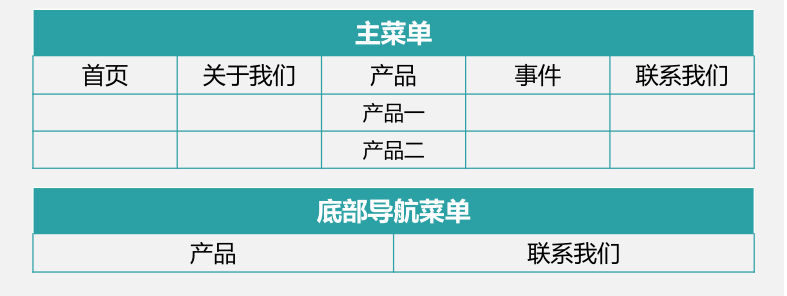 主菜单
首页 关于我们 产品 事件 联系我们
产品一
产品二
底部导航菜单
产品 联系我们